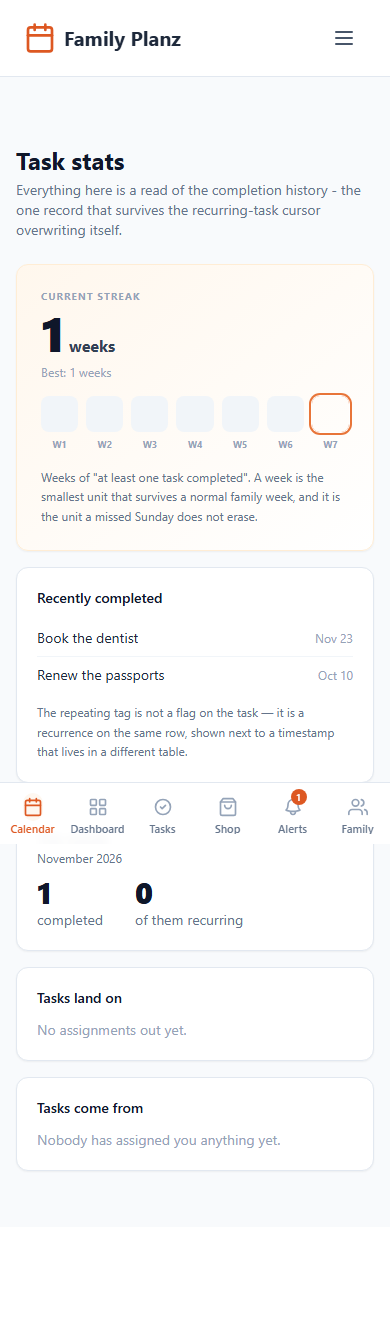 Family Planz
Task stats
Everything here is a read of the completion history - the
one record that survives the recurring-task cursor
overwriting itself.
CURRENT STREAK
1 weeks
Best: 1 weeks
W1 W2 W3 W4 W5 W6 W7
Weeks of "at least one task completed". A week is the
smallest unit that survives a normal family week, and it is
the unit a missed Sunday does not erase.
Recently completed
Book the dentist Nov 23
Renew the passports Oct 10
The repeating tag is not a flag on the task — it is a
recurrence on the same row, shown next to a timestamp
that lives in a different table.
1
Calendar Dashboard Tasks Shop Alerts Family
November 2026
1 0
completed of them recurring
Tasks land on
No assignments out yet.
Tasks come from
Nobody has assigned you anything yet.